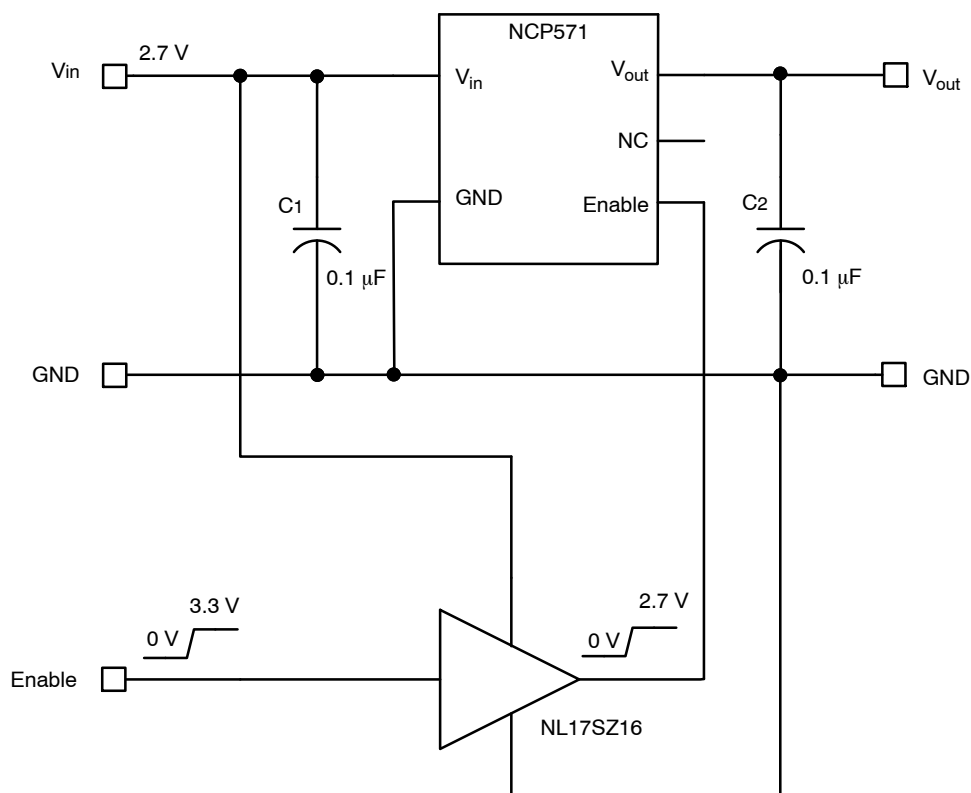 NCP571
2.7 V
Vin
Vin
Vout
Vout
NC
C1
GND
Enable
C2
0.1 μF
0.1 μF
GND
GND
3.3 V
2.7 V
0 V
0 V
Enable
NL17SZ16